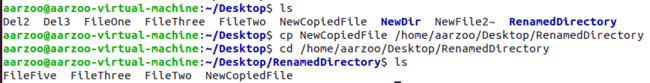 aarzoo@aarzoo-virtual-machine:~/Desktop$ ls
Del2  Del3  FileOne  FileThree  FileTwo  NewCopiedFile  NewDir  NewFile2~  RenamedDirectory
aarzoo@aarzoo-virtual-machine:~/Desktop$ cp NewCopiedFile /home/aarzoo/Desktop/RenamedDirectory
aarzoo@aarzoo-virtual-machine:~/Desktop$ cd /home/aarzoo/Desktop/RenamedDirectory
aarzoo@aarzoo-virtual-machine:~/Desktop/RenamedDirectory$ ls
FileFive  FileThree  FileTwo  NewCopiedFile